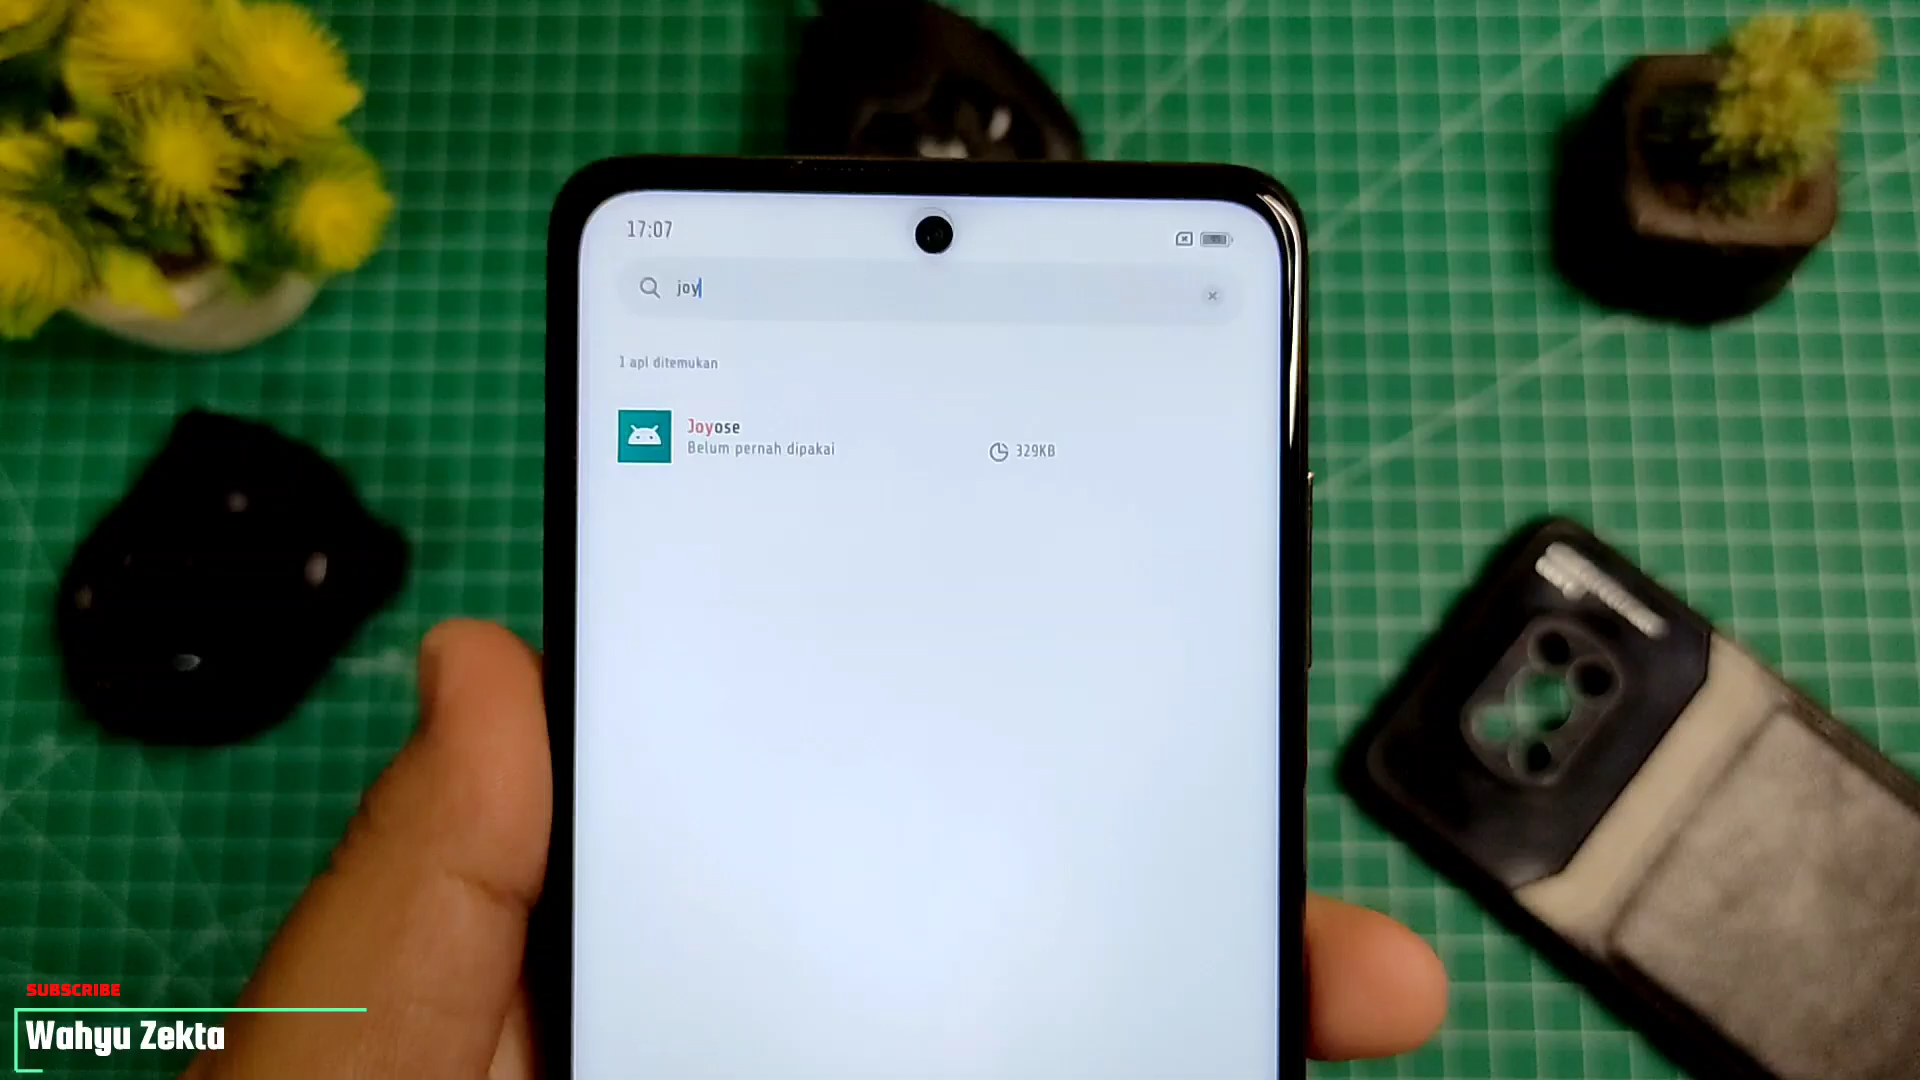 17:07
joy
1 apl ditemukan
Joyose
Belum pernah dipakai
329KB
SUBSCRIBE
Wahyu Zekta